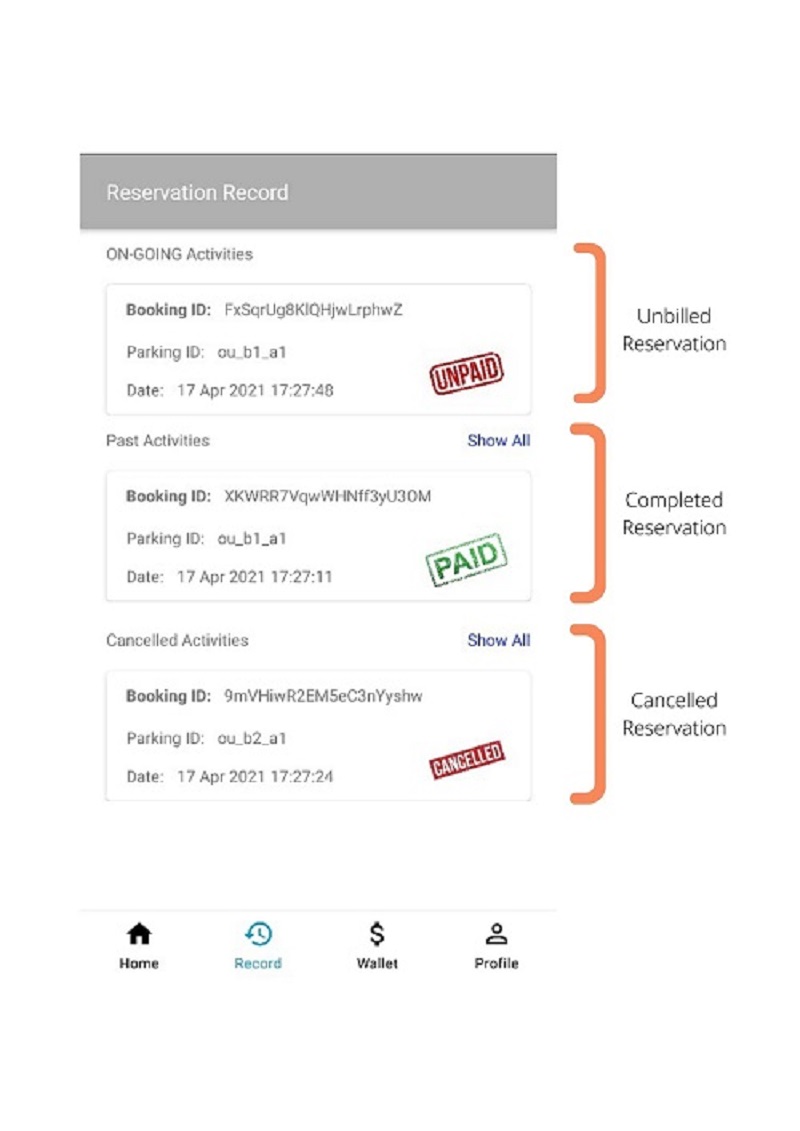 Reservation Record
ON-GOING Activities
Booking ID: FxSqrUg8KlQHjwLrphwZ
Parking ID: ou_b1_a1
Date: 17 Apr 2021 17:27:48
UNPAID
Unbilled
Reservation
Past Activities Show All
Booking ID: XKWRR7VqwWHNff3yU3OM
Parking ID: ou_b1_a1
Date: 17 Apr 2021 17:27:11
PAID
Completed
Reservation
Cancelled Activities Show All
Booking ID: 9mVHiwR2EM5eC3nYyshw
Parking ID: ou_b2_a1
Date: 17 Apr 2021 17:27:24
CANCELLED
Cancelled
Reservation
Home Record Wallet Profile